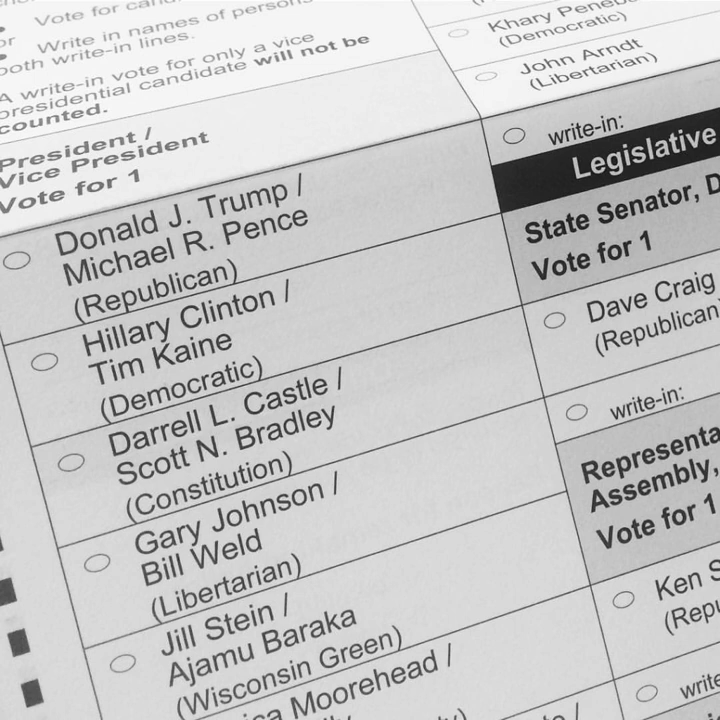 Vote for
Write in names of persons
both write-in lines.
A write-in vote for only a vice
presidential candidate will not be
counted.
President /
Vice President
Vote for 1
Donald J. Trump /
Michael R. Pence
(Republican)
Hillary Clinton /
Tim Kaine
(Democratic)
Darrell L. Castle /
Scott N. Bradley
(Constitution)
Gary Johnson /
Bill Weld
(Libertarian)
Jill Stein /
Ajamu Baraka
(Wisconsin Green)
Moorehead /
Khary
(Democratic)
John Arndt
(Libertarian)
write-in:
Legislative
State Senator, D
Vote for 1
Dave Craig
(Republican
write-in:
Representa
Assembly,
Vote for 1
Ken S
(Repu
write